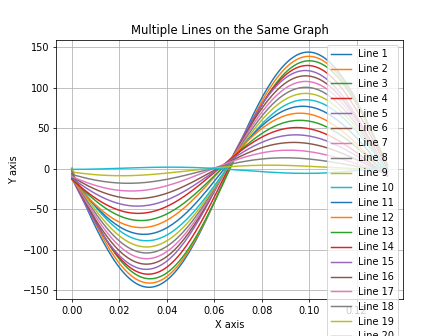 Multiple Lines on the Same Graph
Y axis
150
100
50
0
−50
−100
−150
0.00
0.02
0.04
0.06
0.08
0.10
X axis
Line 1
Line 2
Line 3
Line 4
Line 5
Line 6
Line 7
Line 8
Line 9
Line 10
Line 11
Line 12
Line 13
Line 14
Line 15
Line 16
Line 17
Line 18
Line 19
Line 20